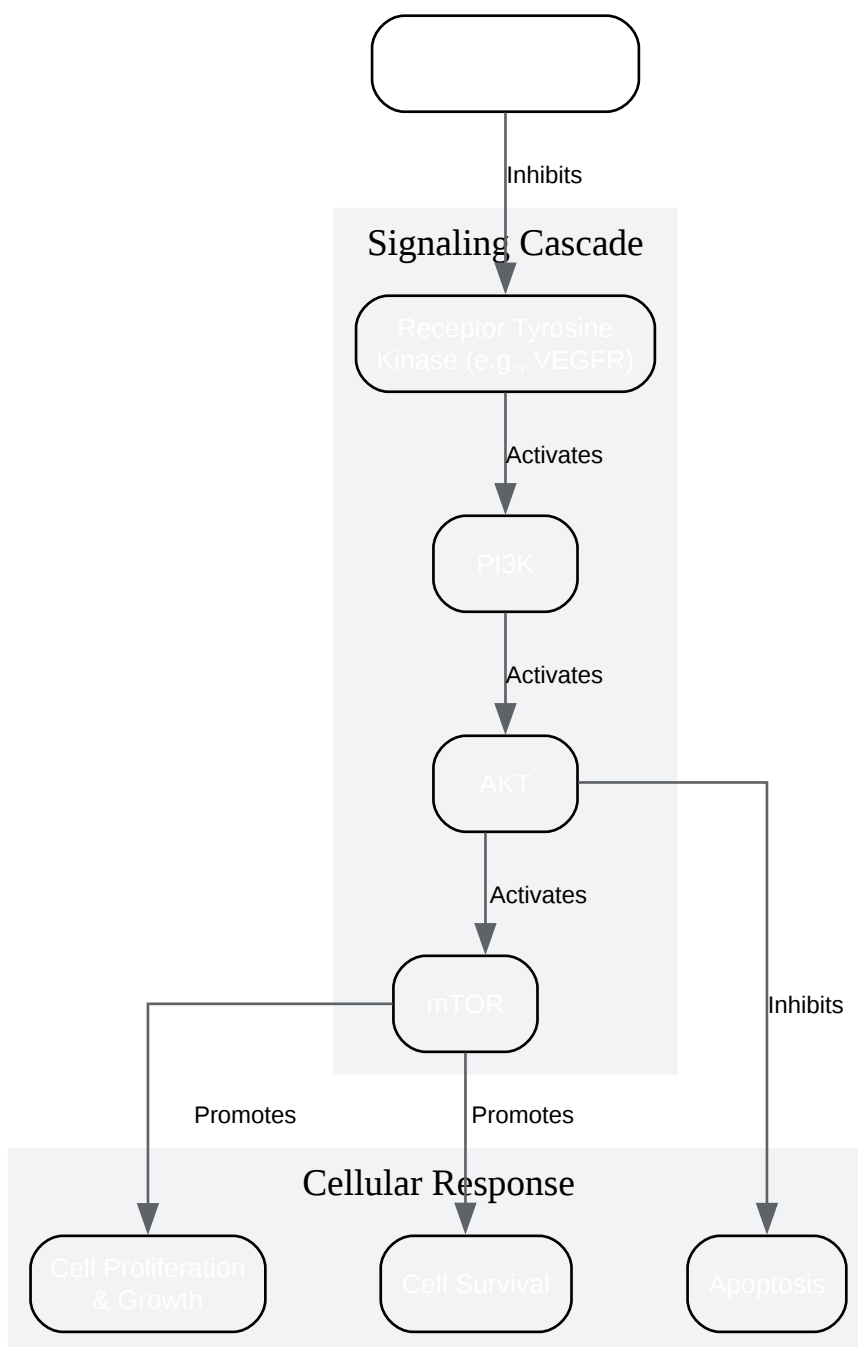 Inhibits
Signaling Cascade
Receptor Tyrosine
Kinase (e.g., VEGFR)
Activates
PI3K
Activates
AKT
Activates
mTOR
Inhibits
Promotes
Promotes
Cellular Response
Cell Proliferation
& Growth
Cell Survival
Apoptosis